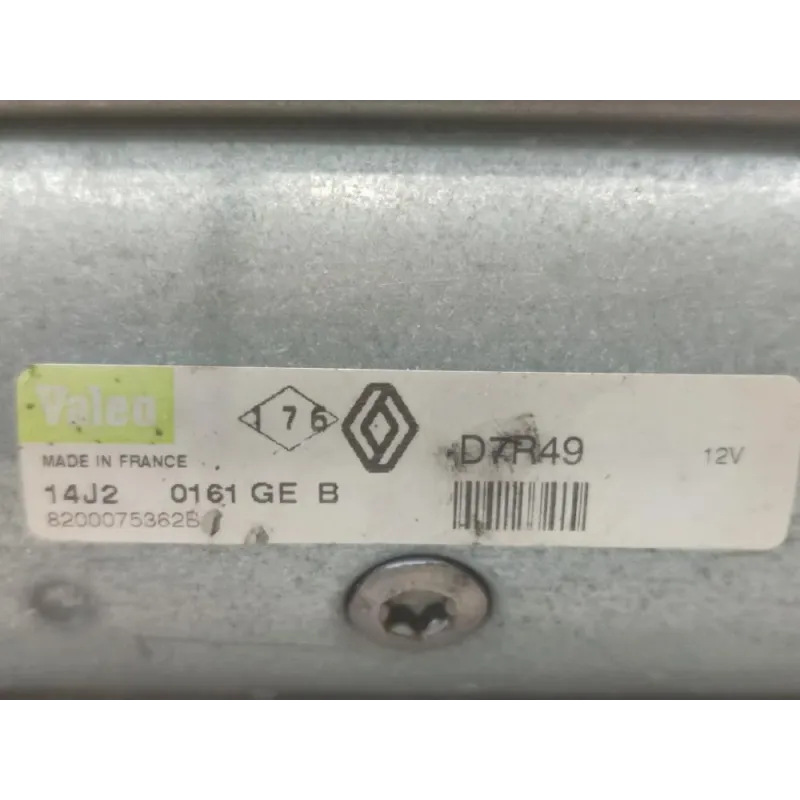 Valeo
176
D7R49
12V
MADE IN FRANCE
14J2 0161 GE B
8200075362B